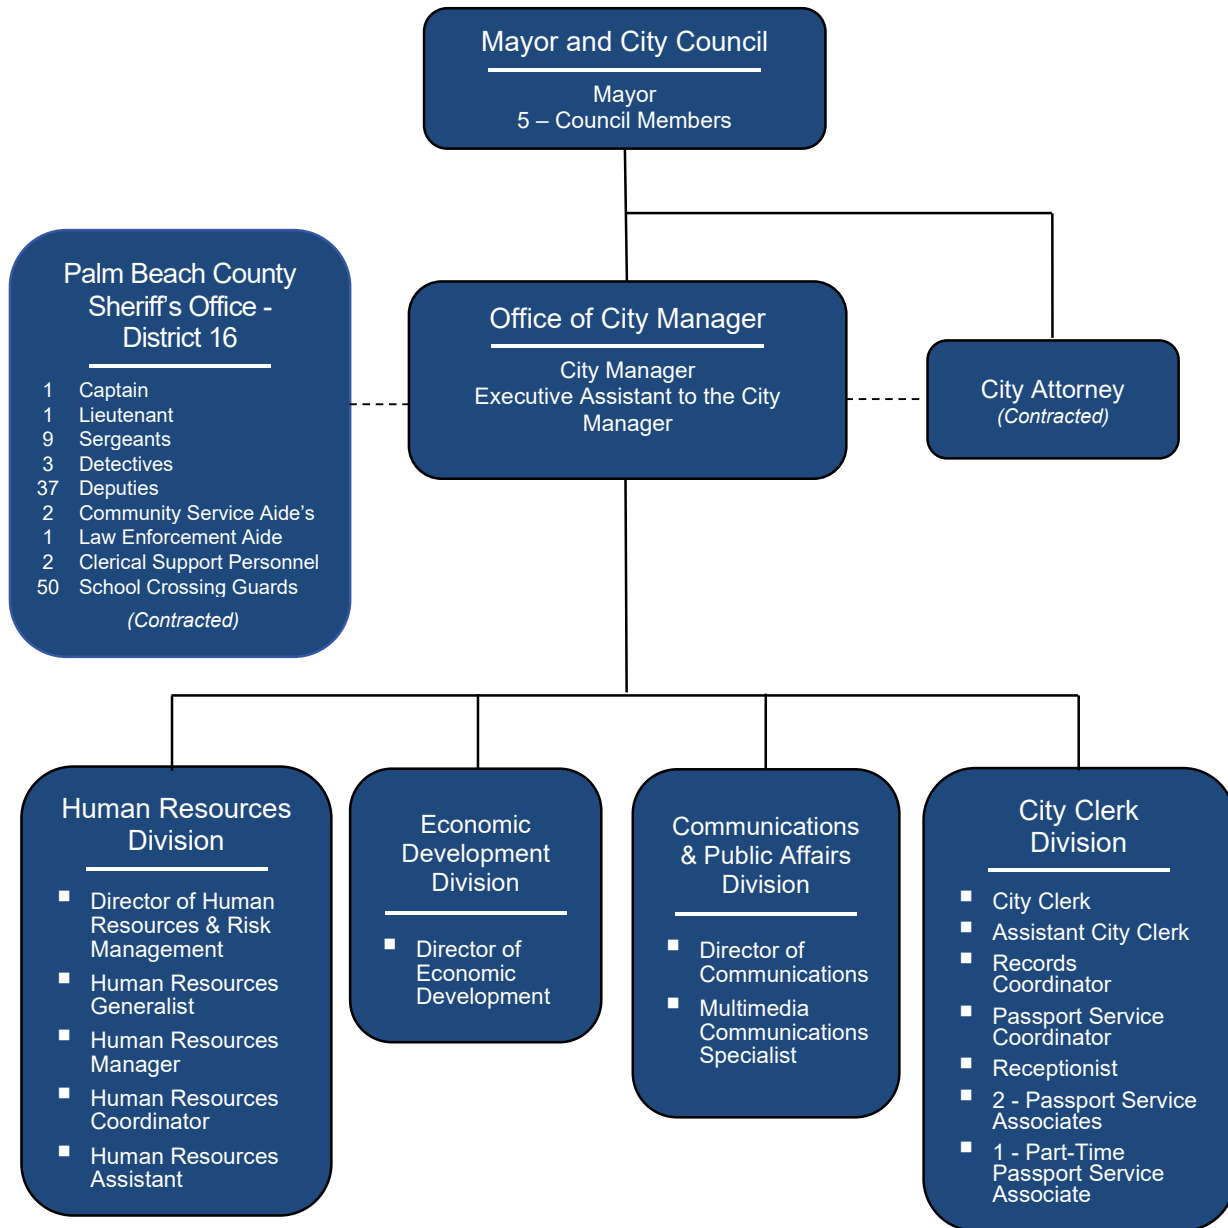 Mayor and City Council
Mayor
5 – Council Members
Palm Beach County
Sheriff's Office -
District 16
1 Captain
1 Lieutenant
9 Sergeants
3 Detectives
37 Deputies
2 Community Service Aide's
1 Law Enforcement Aide
2 Clerical Support Personnel
50 School Crossing Guards
(Contracted)
Office of City Manager
City Manager
Executive Assistant to the City
Manager
City Attorney
(Contracted)
Human Resources
Division
▪ Director of Human
Resources & Risk
Management
▪ Human Resources
Generalist
▪ Human Resources
Manager
▪ Human Resources
Coordinator
▪ Human Resources
Assistant
Economic
Development
Division
▪ Director of
Economic
Development
Communications
& Public Affairs
Division
▪ Director of
Communications
▪ Multimedia
Communications
Specialist
City Clerk
Division
▪ City Clerk
▪ Assistant City Clerk
▪ Records
Coordinator
▪ Passport Service
Coordinator
▪ Receptionist
▪ 2 - Passport Service
Associates
▪ 1 - Part-Time
Passport Service
Associate